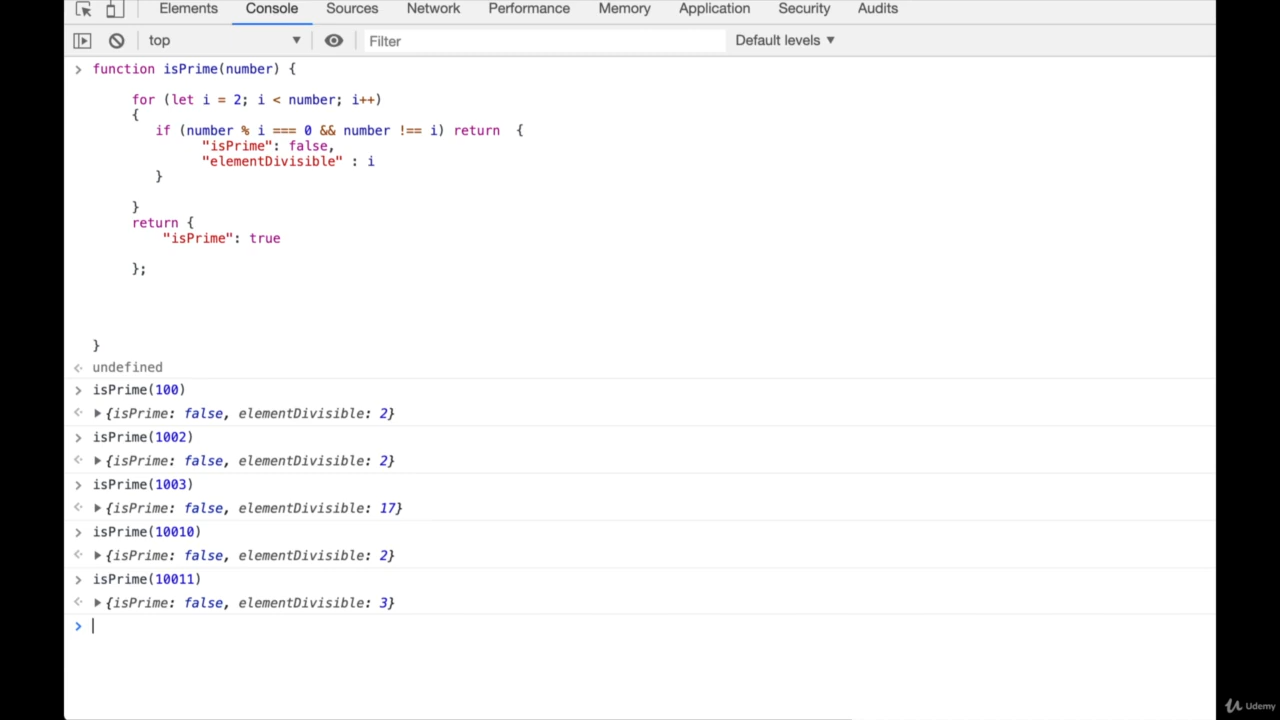 Elements Console Sources Network Performance Memory Application Security Audits
top ▼ Filter Default levels ▼
> function isPrime(number) {
for (let i = 2; i < number; i++)
{
if (number % i === 0 && number !== i) return {
"isPrime": false,
"elementDivisible" : i
}
}
return {
"isPrime": true
};
}
undefined
> isPrime(100)
{isPrime: false, elementDivisible: 2}
> isPrime(1002)
{isPrime: false, elementDivisible: 2}
> isPrime(1003)
{isPrime: false, elementDivisible: 17}
> isPrime(10010)
{isPrime: false, elementDivisible: 2}
> isPrime(10011)
{isPrime: false, elementDivisible: 3}
>
Udemy